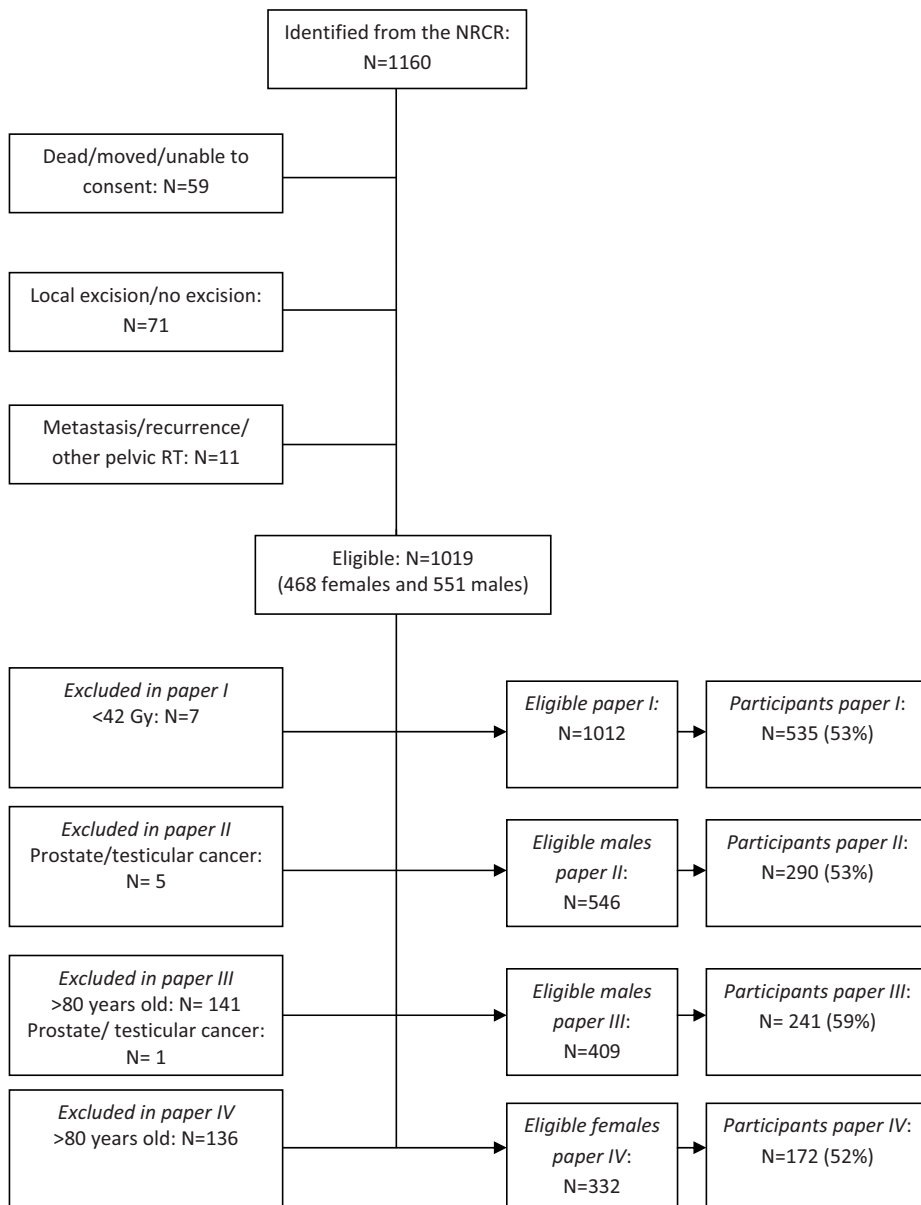 Identified from the NRCR:
N=1160
Dead/moved/unable to
consent: N=59
Local excision/no excision:
N=71
Metastasis/recurrence/
other pelvic RT: N=11
Eligible: N=1019
(468 females and 551 males)
Excluded in paper I
<42 Gy: N=7
Eligible paper I:
N=1012
Participants paper I:
N=535 (53%)
Excluded in paper II
Prostate/testicular cancer:
N= 5
Eligible males
paper II:
N=546
Participants paper II:
N=290 (53%)
Excluded in paper III
>80 years old: N= 141
Prostate/ testicular cancer:
N= 1
Eligible males
paper III:
N=409
Participants paper III:
N= 241 (59%)
Excluded in paper IV
>80 years old: N=136
Eligible females
paper IV:
N=332
Participants paper IV:
N=172 (52%)